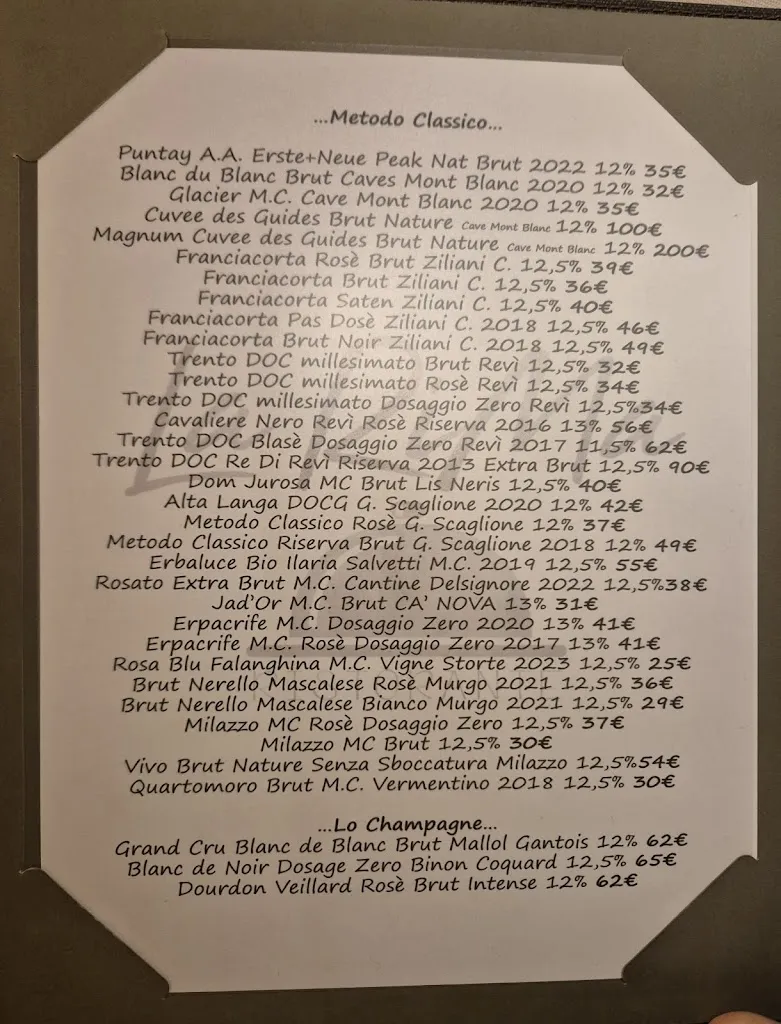 ...Metodo Classico...
Puntay A.A. Erste+Neue Peak Nat Brut 2022 12% 35€
Blanc du Blanc Brut Caves Mont Blanc 2020 12% 32€
Glacier M.C. Cave Mont Blanc 2020 12% 35€
Cuvee des Guides Brut Nature Cave Mont Blanc 12% 100€
Magnum Cuvee des Guides Brut Nature Cave Mont Blanc 12% 200€
Franciacorta Rosè Brut Ziliani C. 12,5% 39€
Franciacorta Brut Ziliani C. 12,5% 36€
Franciacorta Saten Ziliani C. 12,5% 40€
Franciacorta Pas Dosè Ziliani C. 2018 12,5% 46€
Franciacorta Brut Noir Ziliani C. 2018 12,5% 49€
Trento DOC millesimato Brut Revì 12,5% 32€
Trento DOC millesimato Rosè Revì 12,5% 34€
Trento DOC millesimato Dosaggio Zero Revì 12,5%34€
Cavaliere Nero Revì Rosè Riserva 2016 13% 56€
Trento DOC Blasè Dosaggio Zero Revì 2017 11,5% 62€
Trento DOC Re Di Revì Riserva 2013 Extra Brut 12,5% 90€
Dom Jurosa MC Brut Lis Neris 12,5% 40€
Alta Langa DOCG G. Scaglione 2020 12% 42€
Metodo Classico Rosè G. Scaglione 12% 37€
Metodo Classico Riserva Brut G. Scaglione 2018 12% 49€
Erbaluce Bio Ilaria Salvetti M.C. 2019 12,5% 55€
Rosato Extra Brut M.C. Cantine Delsignore 2022 12,5%38€
Jad'Or M.C. Brut CA' NOVA 13% 31€
Erpacrife M.C. Dosaggio Zero 2020 13% 41€
Erpacrife M.C. Rosè Dosaggio Zero 2017 13% 41€
Rosa Blu Falanghina M.C. Vigne Storte 2023 12,5% 25€
Brut Nerello Mascalese Rosè Murgo 2021 12,5% 36€
Brut Nerello Mascalese Bianco Murgo 2021 12,5% 29€
Milazzo MC Rosè Dosaggio Zero 12,5% 37€
Milazzo MC Brut 12,5% 30€
Vivo Brut Nature Senza Sboccatura Milazzo 12,5%54€
Quartomoro Brut M.C. Vermentino 2018 12,5% 30€
...Lo Champagne...
Grand Cru Blanc de Blanc Brut Mallol Gantois 12% 62€
Blanc de Noir Dosage Zero Binon Coquard 12,5% 65€
Dourdon Veillard Rosè Brut Intense 12% 62€